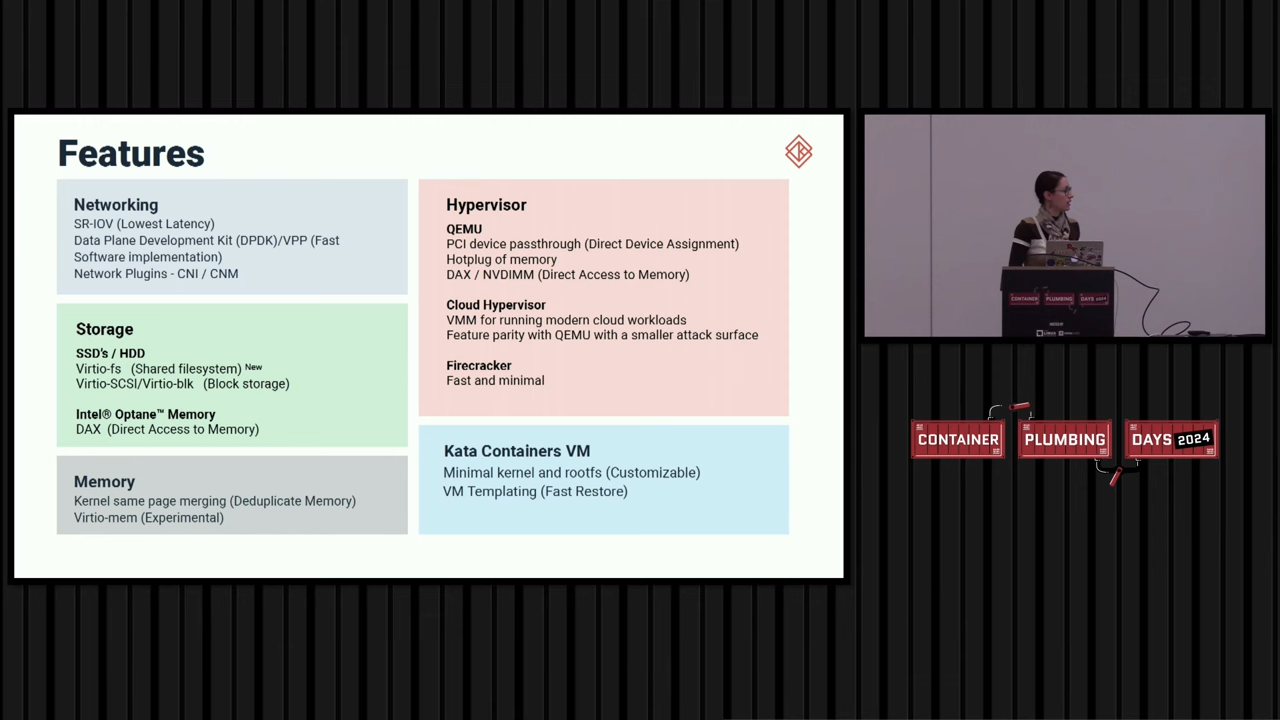 Features
Networking
SR-IOV (Lowest Latency)
Data Plane Development Kit (DPDK)/VPP (Fast
Software implementation)
Network Plugins - CNI / CNM
Storage
SSD's / HDD
Virtio-fs (Shared filesystem) New
Virtio-SCSI/Virtio-blk (Block storage)
Intel® Optane™ Memory
DAX (Direct Access to Memory)
Memory
Kernel same page merging (Deduplicate Memory)
Virtio-mem (Experimental)
Hypervisor
QEMU
PCI device passthrough (Direct Device Assignment)
Hotplug of memory
DAX / NVDIMM (Direct Access to Memory)
Cloud Hypervisor
VMM for running modern cloud workloads
Feature parity with QEMU with a smaller attack surface
Firecracker
Fast and minimal
Kata Containers VM
Minimal kernel and rootfs (Customizable)
VM Templating (Fast Restore)
CONTAINER PLUMBING DAYS 2024
CONTAINER PLUMBING DAYS 2024